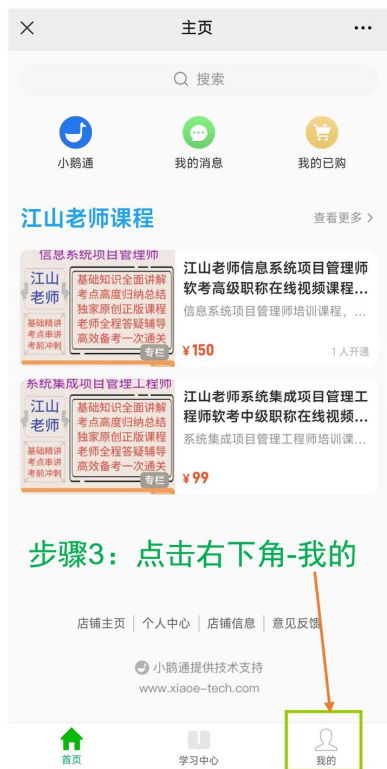 主页
搜索
小鹅通
我的消息
我的已购
江山老师课程
查看更多
信息系统项目管理师
江山
老师
基础精讲
考点串讲
考前冲刺
基础知识全面讲解
考点高度归纳总结
独家原创正版课程
老师全程答疑辅导
高效备考一次通关
专栏
江山老师信息系统项目管理师
软考高级职称在线视频课程...
信息系统项目管理师培训课程，...
¥150
1人开通
系统集成项目管理工程师
江山
老师
基础精讲
考点串讲
考前冲刺
基础知识全面讲解
考点高度归纳总结
独家原创正版课程
老师全程答疑辅导
高效备考一次通关
专栏
江山老师系统集成项目管理工
程师软考中级职称在线视频...
系统集成项目管理工程师培训课...
¥99
步骤3：点击右下角-我的
店铺主页 | 个人中心 | 店铺信息 | 意见反馈
小鹅通提供技术支持
www.xiaoe-tech.com
首页
学习中心
我的